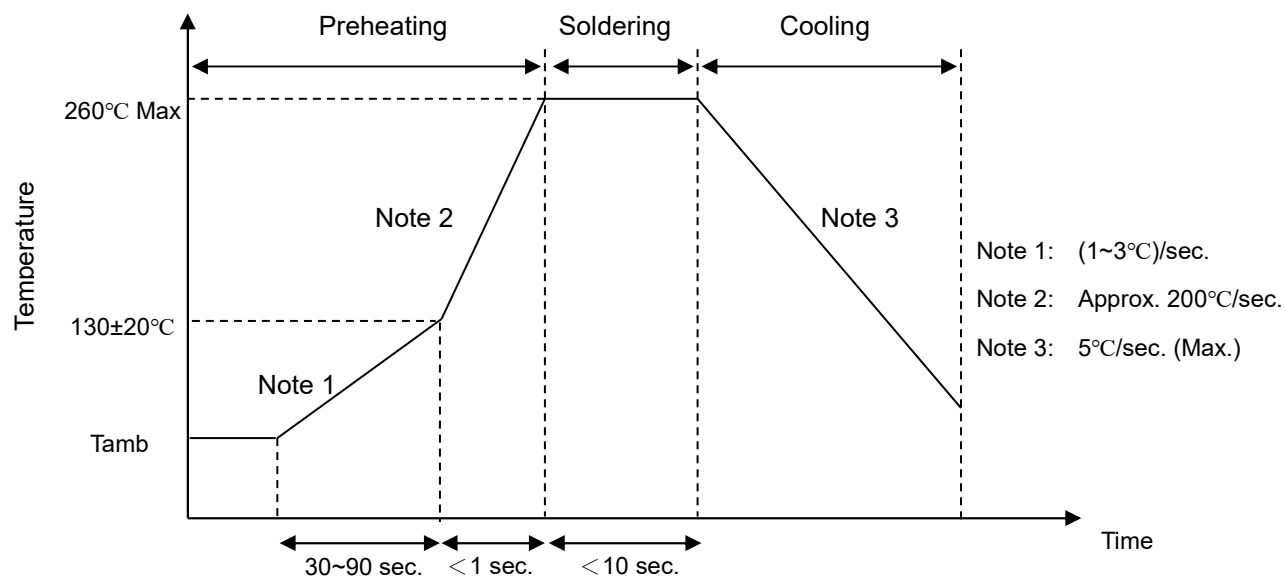 Preheating
Soldering
Cooling
260℃ Max
Temperature
Note 2
Note 3
Note 1: (1~3℃)/sec.
Note 2: Approx. 200℃/sec.
Note 3: 5℃/sec. (Max.)
130±20℃
Note 1
Tamb
Time
30~90 sec.
＜1 sec.
＜10 sec.